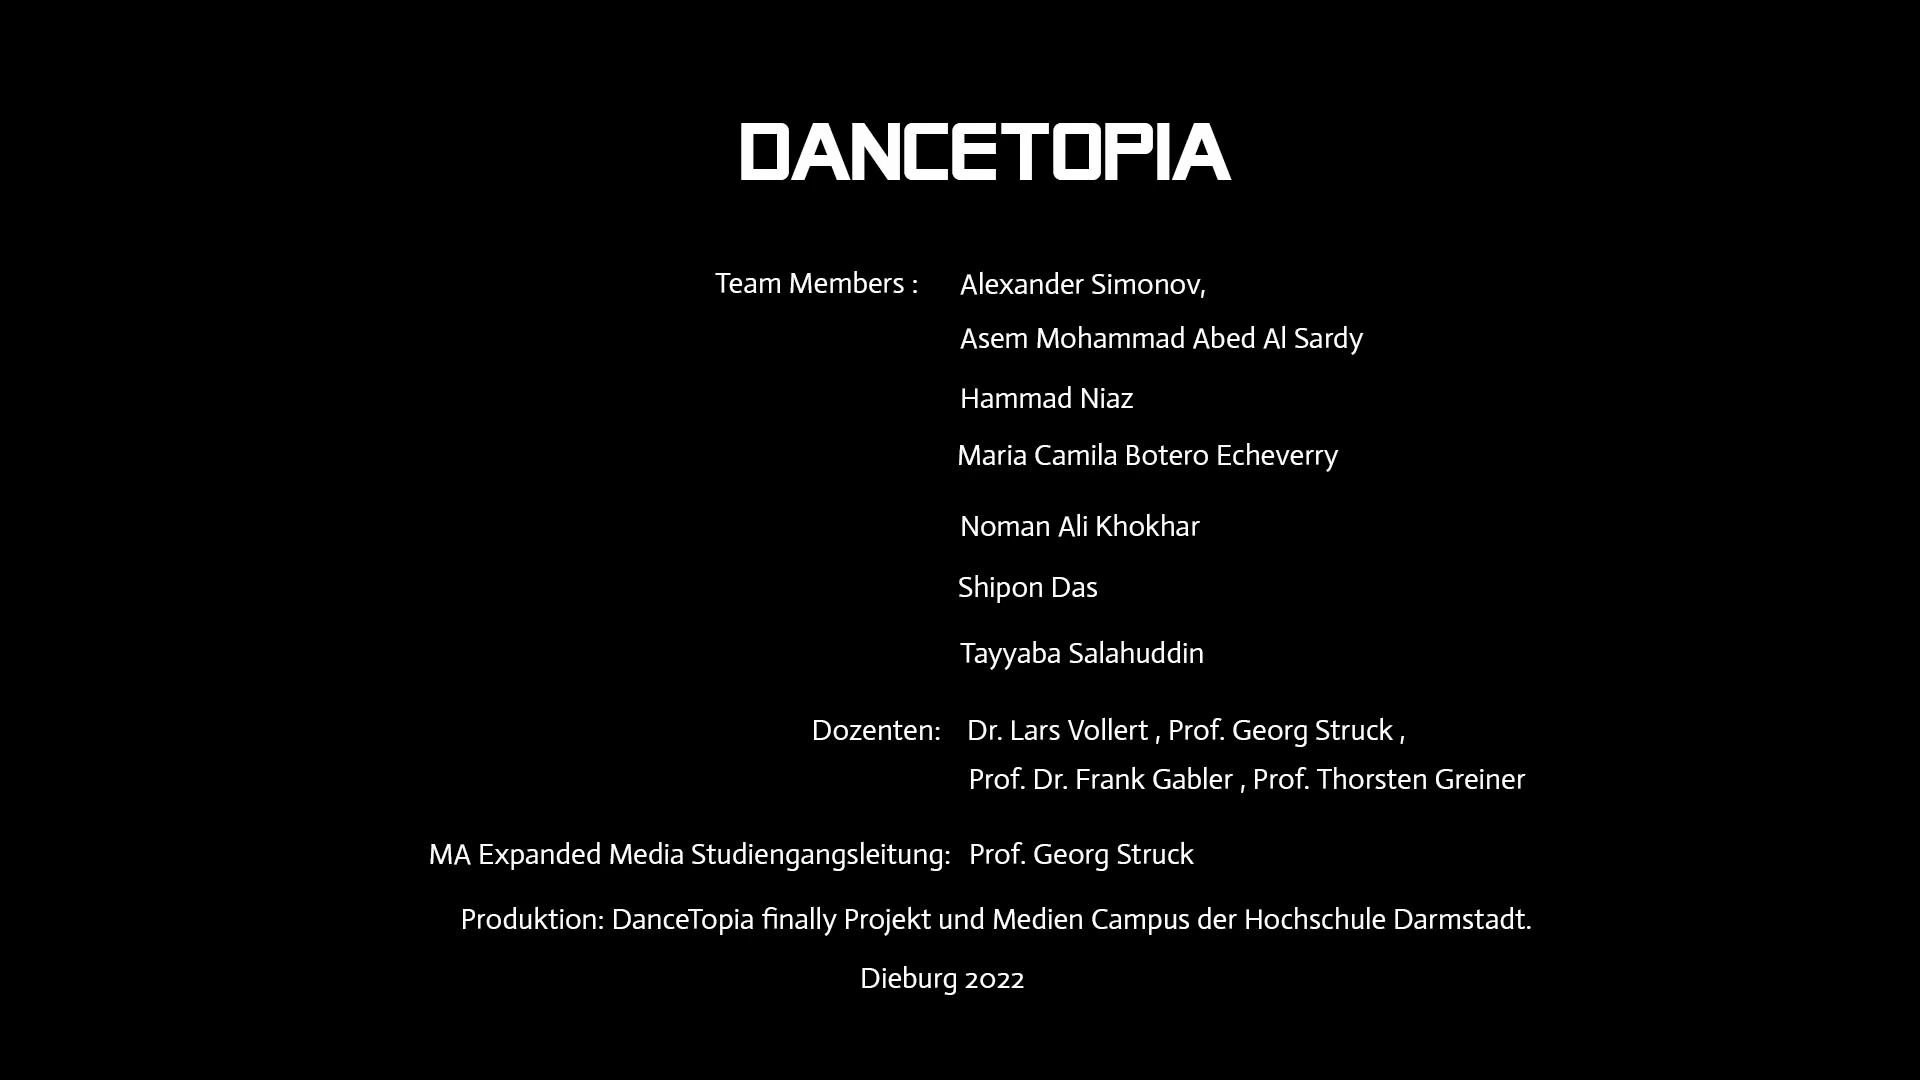 DANCETOPIA
Team Members : Alexander Simonov,
Asem Mohammad Abed Al Sardy
Hammad Niaz
Maria Camila Botero Echeverry
Noman Ali Khokhar
Shipon Das
Tayyaba Salahuddin
Dozenten: Dr. Lars Vollert , Prof. Georg Struck ,
Prof. Dr. Frank Gabler , Prof. Thorsten Greiner
MA Expanded Media Studiengangsleitung: Prof. Georg Struck
Produktion: DanceTopia finally Projekt und Medien Campus der Hochschule Darmstadt.
Dieburg 2022